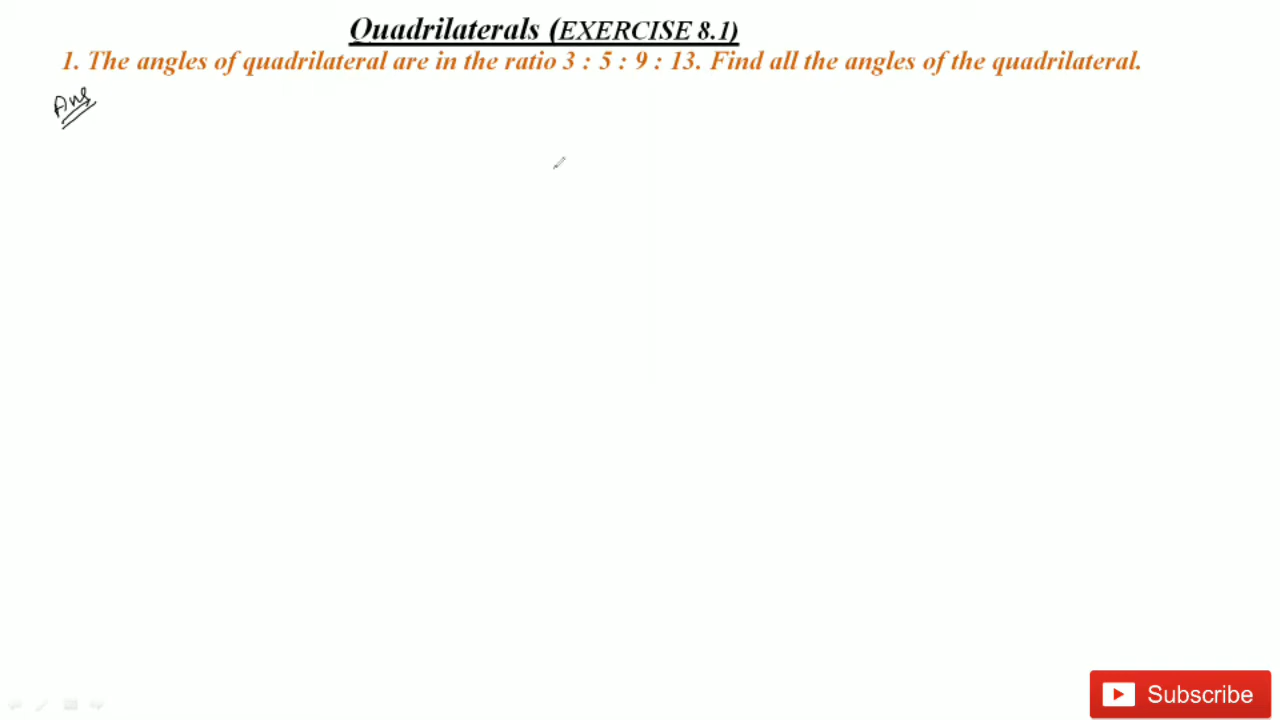 Quadrilaterals (EXERCISE 8.1)
1. The angles of quadrilateral are in the ratio 3 : 5 : 9 : 13. Find all the angles of the quadrilateral.
Ans
Subscribe